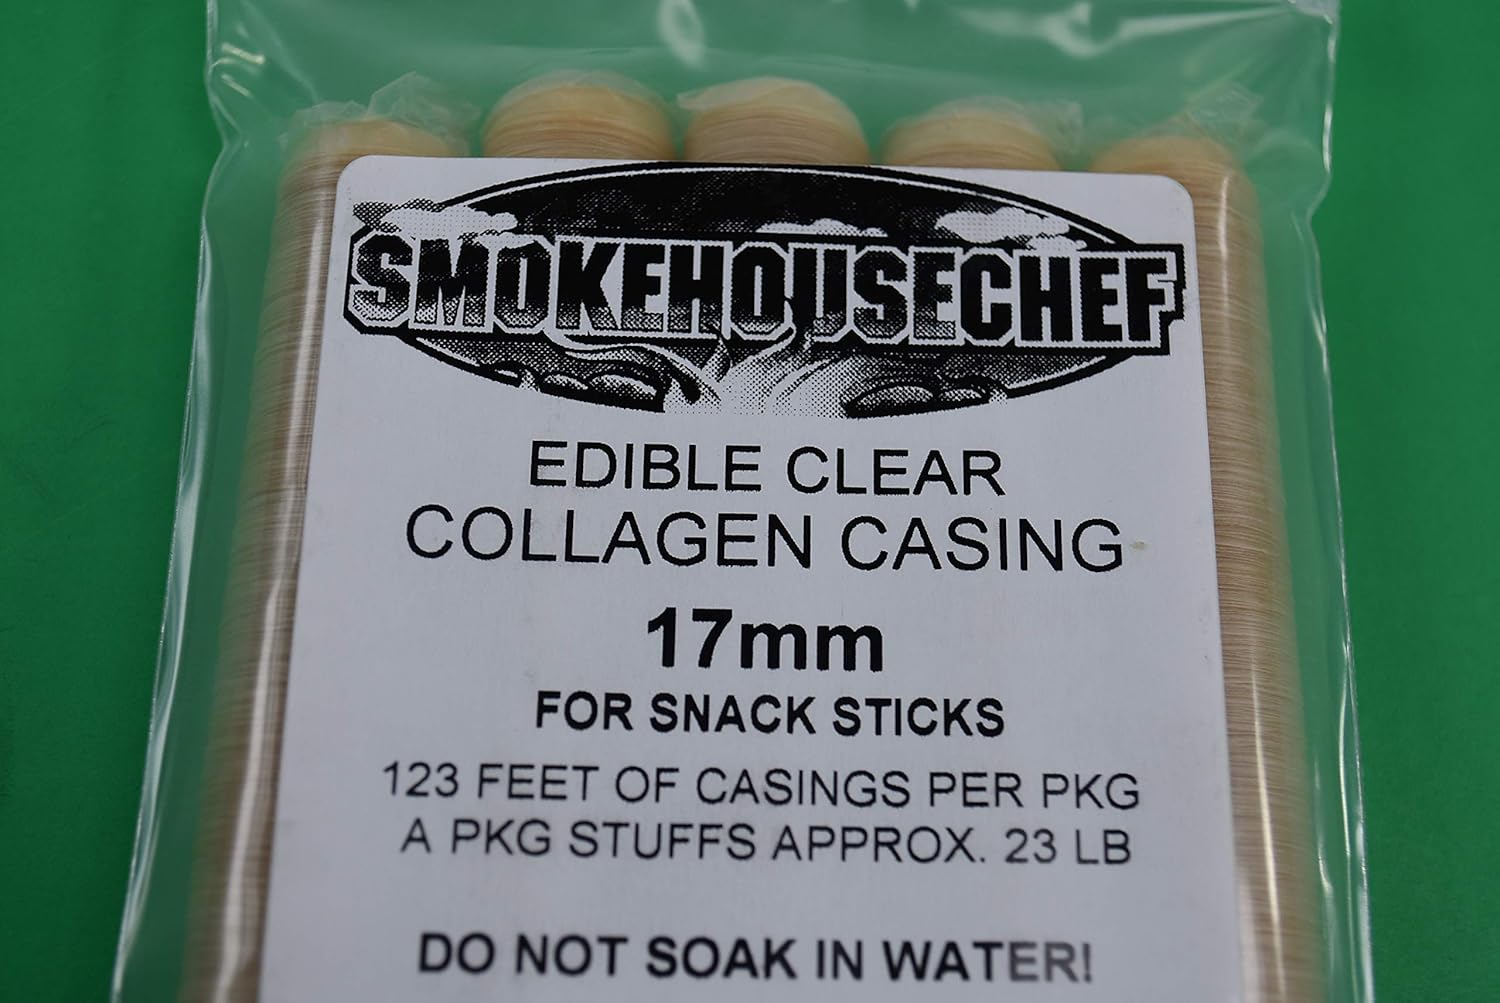 SMOKEHOUSECHEF
EDIBLE CLEAR
COLLAGEN CASING
17mm
FOR SNACK STICKS
123 FEET OF CASINGS PER PKG
A PKG STUFFS APPROX. 23 LB
DO NOT SOAK IN WATER!